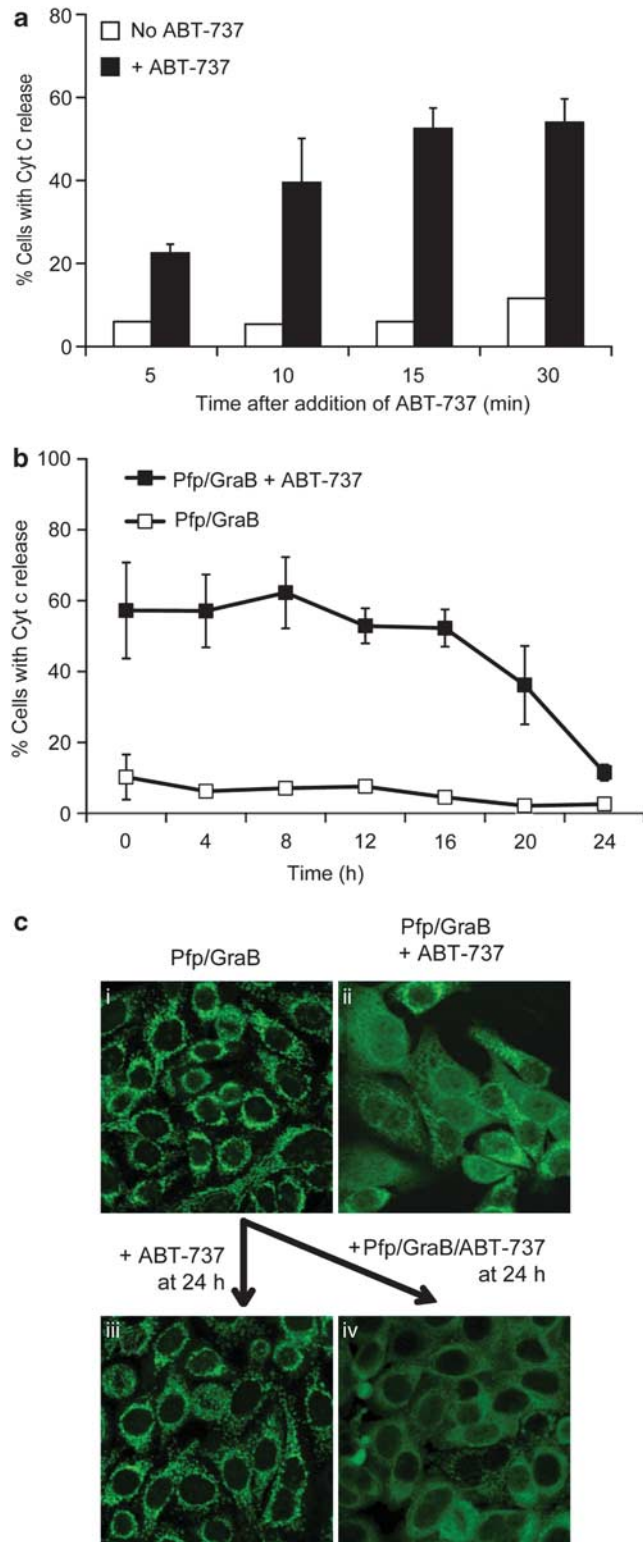 a
80
60
40
20
0
% Cells with Cyt C release
No ABT-737
+ ABT-737
5 10 15 30
Time after addition of ABT-737 (min)
b
100
80
60
40
20
0
% Cells with Cyt c release
Pfp/GraB + ABT-737
Pfp/GraB
0 4 8 12 16 20 24
Time (h)
c
Pfp/GraB
Pfp/GraB
+ ABT-737
i
ii
+ ABT-737
at 24 h
+Pfp/GraB/ABT-737
at 24 h
iii
iv